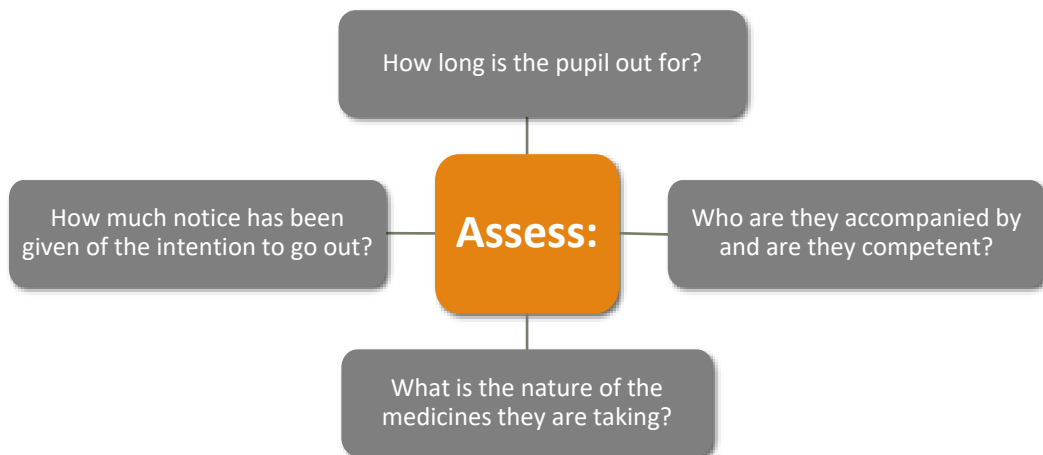 How long is the pupil out for?
How much notice has been
given of the intention to go out?
Assess:
Who are they accompanied by
and are they competent?
What is the nature of the
medicines they are taking?